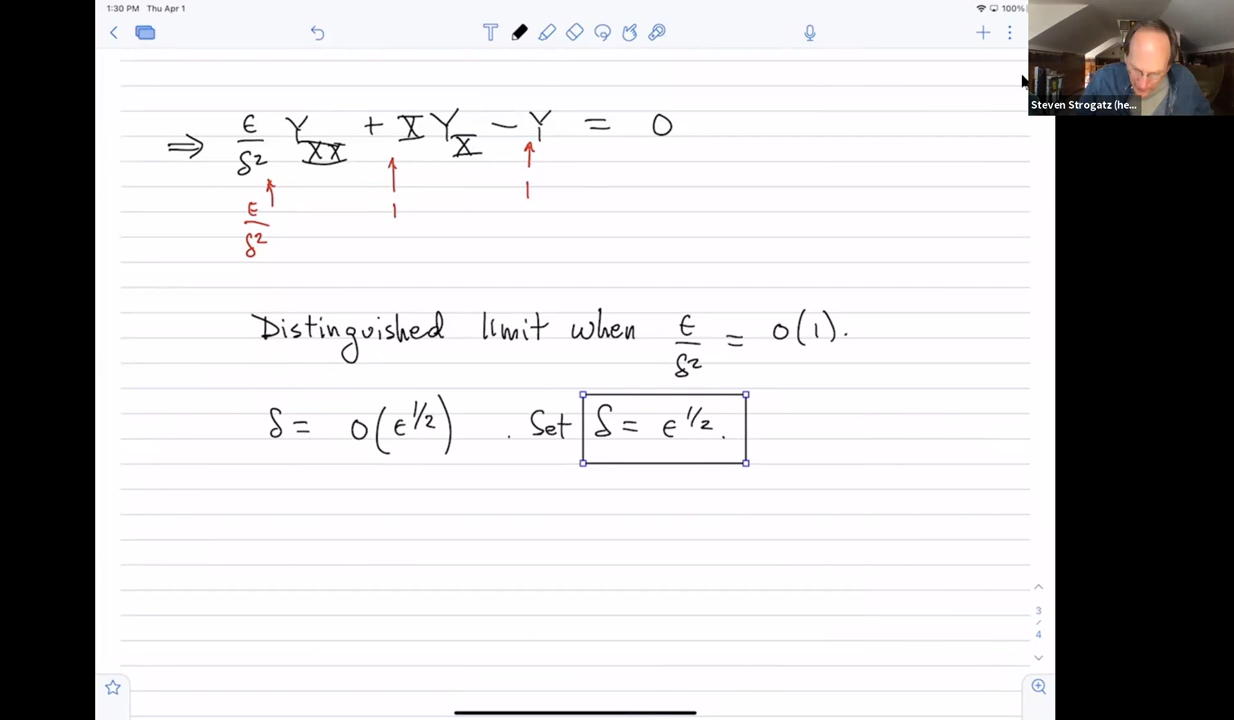 1:30 PM Thu Apr 1
100%
Steven Strogatz (he...
⇒ ϵ/δ² Y_XX + X Y_X − Y = 0
ϵ/δ² 1 1
Distinguished limit when ϵ/δ² = O(1).
δ = O(ϵ^1/2). Set δ = ϵ^1/2.
3
/
4